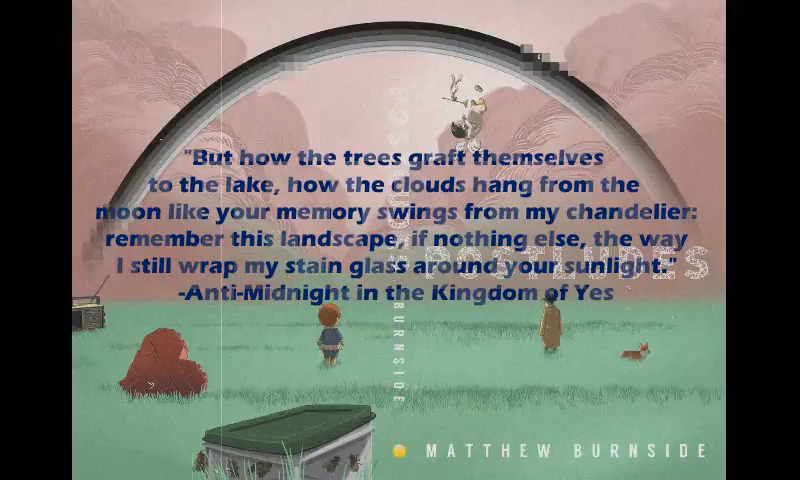 "But how the trees graft themselves
to the lake, how the clouds hang from the
moon like your memory swings from my chandelier:
remember this landscape, if nothing else, the way
I still wrap my stain glass around your sunlight."
-Anti-Midnight in the Kingdom of Yes
POSTLUDES
POSTLUDES
BURNSIDE
MATTHEW BURNSIDE